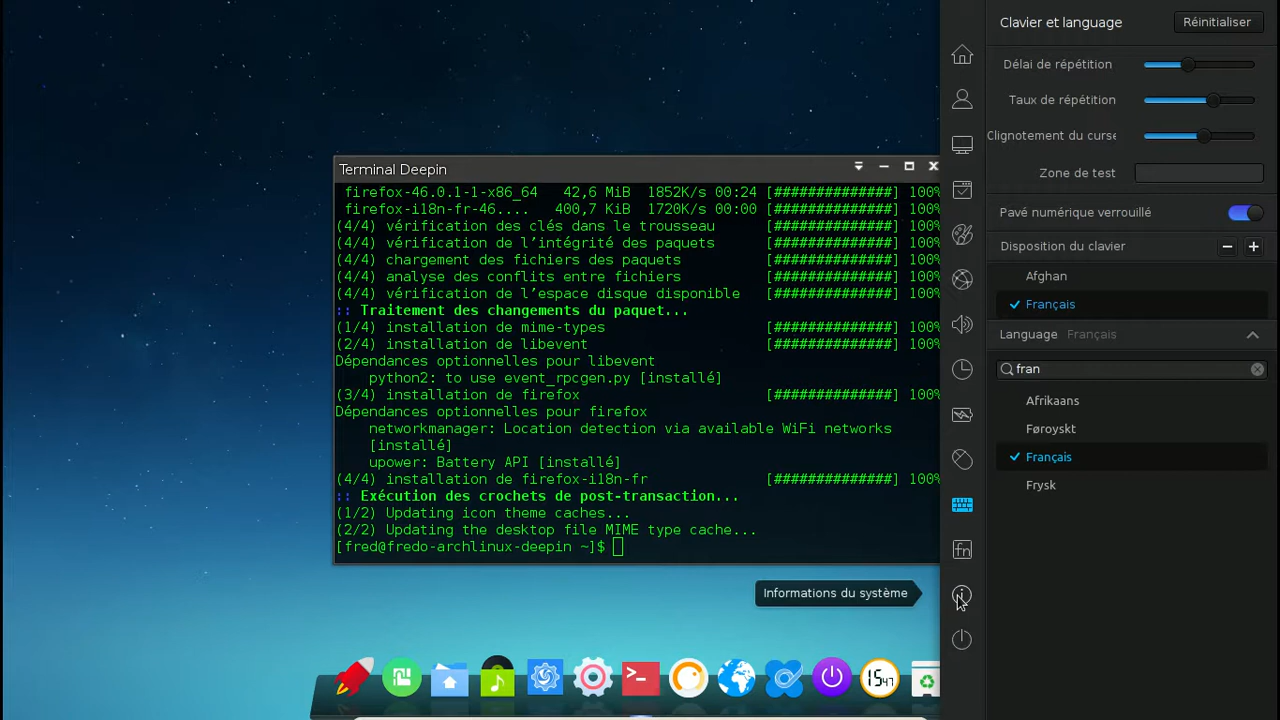 Terminal Deepin
firefox-46.0.1-1-x86_64 42,6 MiB 1852K/s 00:24 [##############] 100%
firefox-i18n-fr-46.... 400,7 KiB 1720K/s 00:00 [##############] 100%
(4/4) vérification des clés dans le trousseau [##############] 100%
(4/4) vérification de l’intégrité des paquets [##############] 100%
(4/4) chargement des fichiers des paquets [##############] 100%
(4/4) analyse des conflits entre fichiers [##############] 100%
(4/4) vérification de l’espace disque disponible [##############] 100%
:: Traitement des changements du paquet...
(1/4) installation de mime-types [##############] 100%
(2/4) installation de libevent [##############] 100%
Dépendances optionnelles pour libevent
python2: to use event_rpcgen.py [installé]
(3/4) installation de firefox [##############] 100%
Dépendances optionnelles pour firefox
networkmanager: Location detection via available WiFi networks
[installé]
upower: Battery API [installé]
(4/4) installation de firefox-i18n-fr [##############] 100%
:: Exécution des crochets de post-transaction...
(1/2) Updating icon theme caches...
(2/2) Updating the desktop file MIME type cache...
[fred@fredo-archlinux-deepin ~]$
Informations du système
15 47
fn
Clavier et language
Réinitialiser
Délai de répétition
Taux de répétition
Clignotement du curse
Zone de test
Pavé numérique verrouillé
Disposition du clavier
Afghan
Français
Language Français
fran
Afrikaans
Føroyskt
Français
Frysk